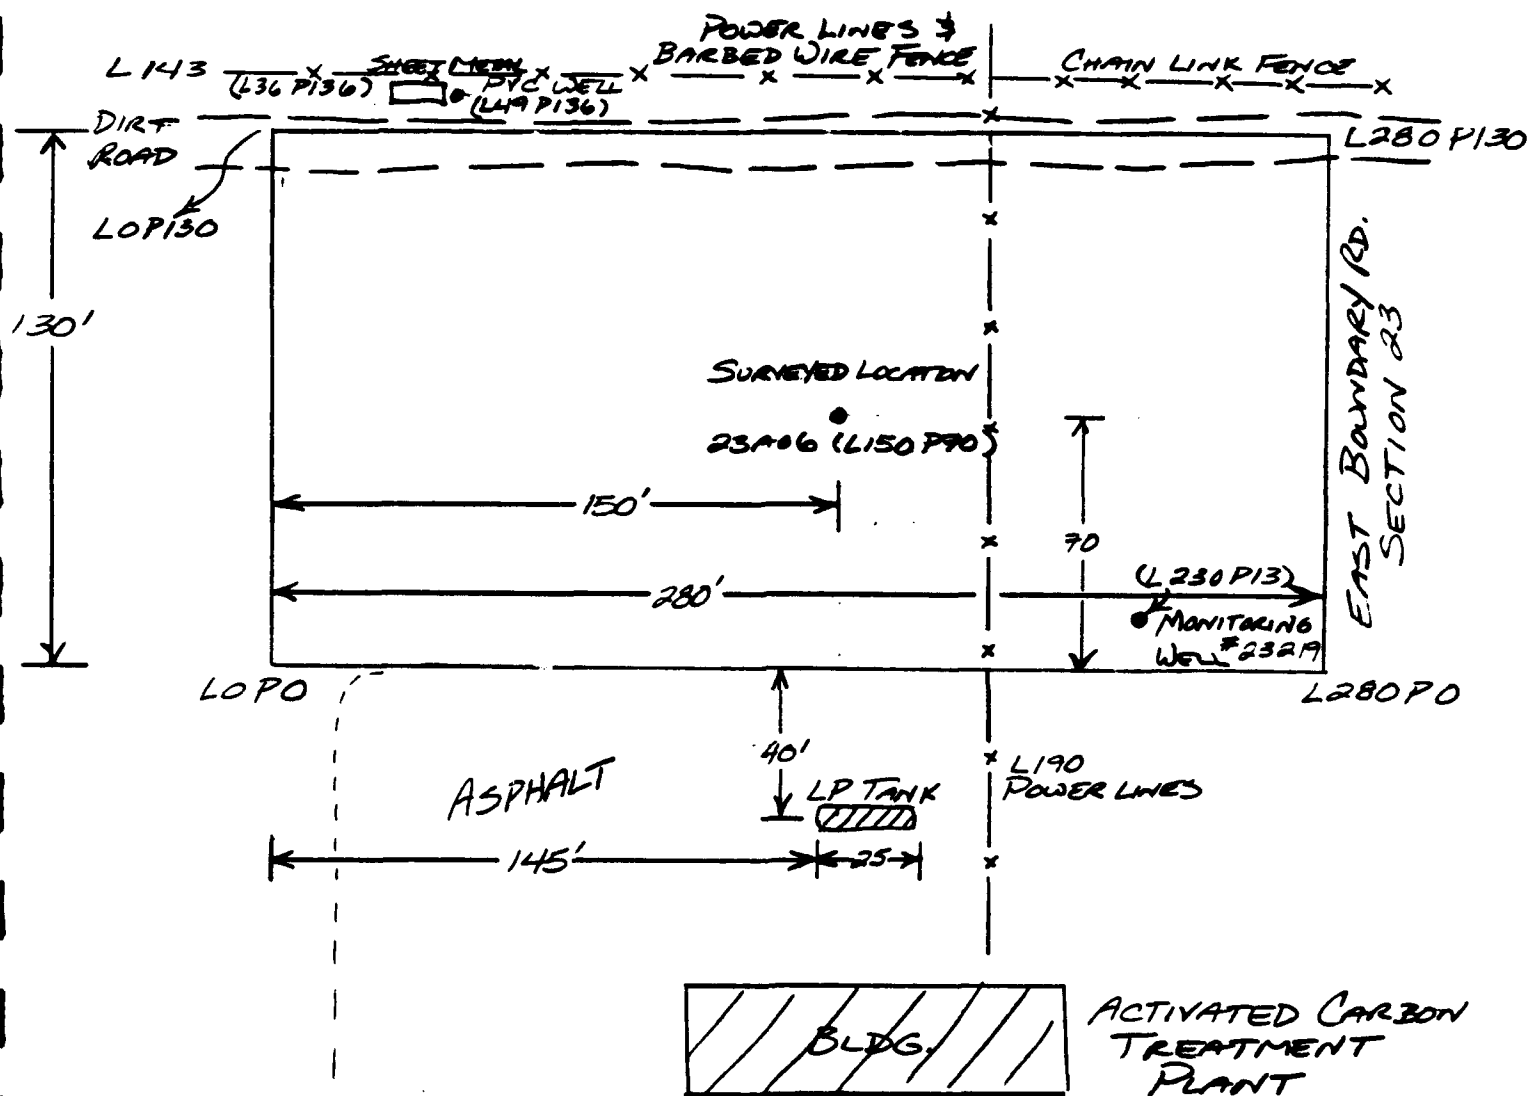 POWER LINES &
BARBED WIRE FENCE
CHAIN LINK FENCE
L 143
SHEET METAL
(L36 P136)
PVC WELL
(L49 P136)
DIRT
ROAD
L280 P130
L0P130
130'
EAST BOUNDARY RD.
SECTION 23
SURVEYED LOCATION
23A06 (L150 P70)
150'
70
280'
(L230 P13)
MONITORING
WELL #23219
L0P0
L280P0
40'
ASPHALT
LP TANK
L190
POWER LINES
145'
25
BLDG.
ACTIVATED CARBON
TREATMENT
PLANT